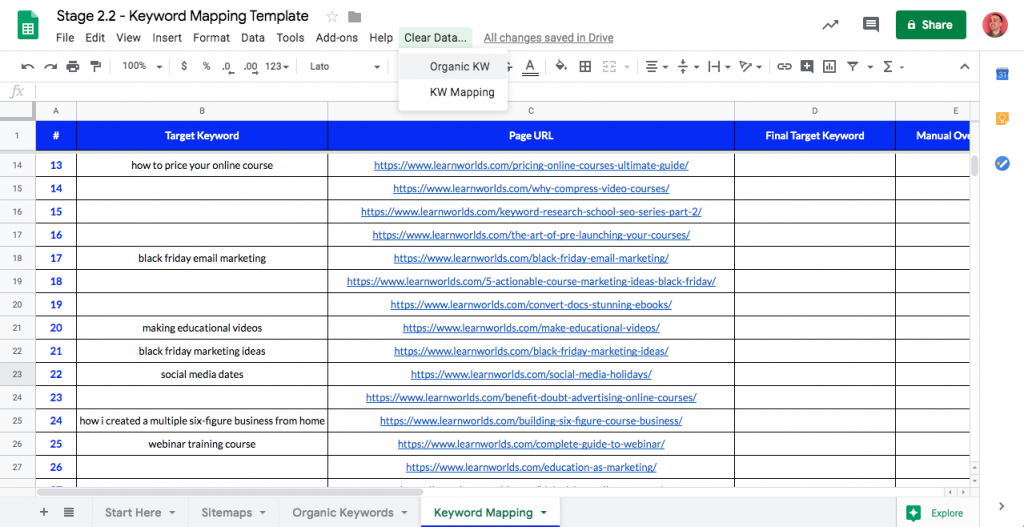 Stage 2.2 - Keyword Mapping Template
File Edit View Insert Format Data Tools Add-ons Help Clear Data... All changes saved in Drive
Share
100% $ % .0 .00 123 Lato
Organic KW
KW Mapping
31
fx
A B C D E
1 # Target Keyword Page URL Final Target Keyword Manual Ov
14 13 how to price your online course https://www.learnworlds.com/pricing-online-courses-ultimate-guide/
15 14 https://www.learnworlds.com/why-compress-video-courses/
16 15 https://www.learnworlds.com/keyword-research-school-seo-series-part-2/
17 16 https://www.learnworlds.com/the-art-of-pre-launching-your-courses/
18 17 black friday email marketing https://www.learnworlds.com/black-friday-email-marketing/
19 18 https://www.learnworlds.com/5-actionable-course-marketing-ideas-black-friday/
20 19 https://www.learnworlds.com/convert-docs-stunning-ebooks/
21 20 making educational videos https://www.learnworlds.com/make-educational-videos/
22 21 black friday marketing ideas https://www.learnworlds.com/black-friday-marketing-ideas/
23 22 social media dates https://www.learnworlds.com/social-media-holidays/
24 23 https://www.learnworlds.com/benefit-doubt-advertising-online-courses/
25 24 how i created a multiple six-figure business from home https://www.learnworlds.com/building-six-figure-course-business/
26 25 webinar training course https://www.learnworlds.com/complete-guide-to-webinar/
27 26 https://www.learnworlds.com/education-as-marketing/
Start Here Sitemaps Organic Keywords Keyword Mapping Explore